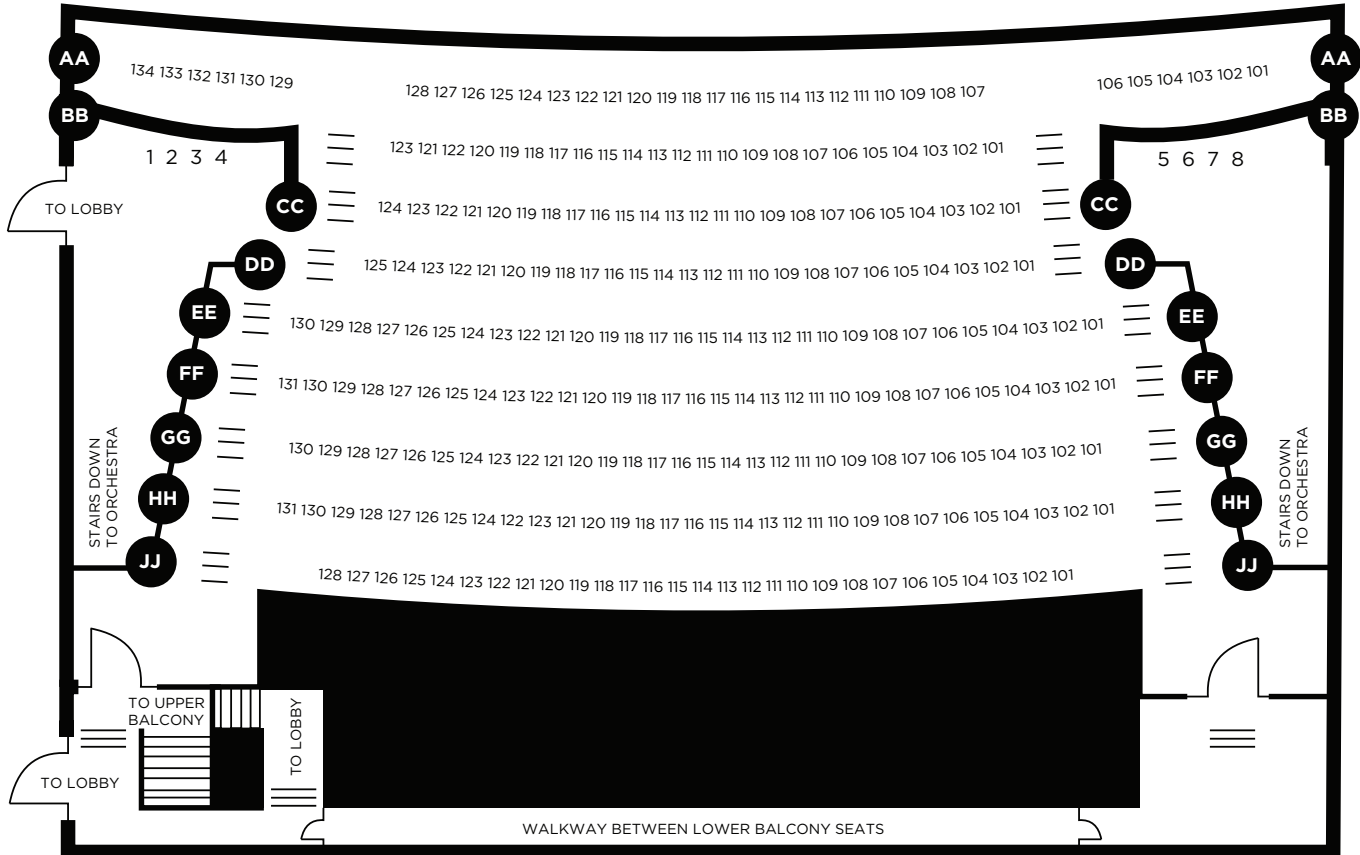 AA
134 133 132 131 130 129
128 127 126 125 124 123 122 121 120 119 118 117 116 115 114 113 112 111 110 109 108 107
106 105 104 103 102 101
AA
BB
1 2 3 4
123 121 122 120 119 118 117 116 115 114 113 112 111 110 109 108 107 106 105 104 103 102 101
5 6 7 8
BB
TO LOBBY
CC
124 123 122 121 120 119 118 117 116 115 114 113 112 111 110 109 108 107 106 105 104 103 102 101
CC
DD
125 124 123 122 121 120 119 118 117 116 115 114 113 112 111 110 109 108 107 106 105 104 103 102 101
DD
EE
130 129 128 127 126 125 124 123 122 121 120 119 118 117 116 115 114 113 112 111 110 109 108 107 106 105 104 103 102 101
EE
FF
131 130 129 128 127 126 125 124 123 122 121 120 119 118 117 116 115 114 113 112 111 110 109 108 107 106 105 104 103 102 101
FF
GG
130 129 128 127 126 125 124 123 122 121 120 119 118 117 116 115 114 113 112 111 110 109 108 107 106 105 104 103 102 101
GG
STAIRS DOWN
TO ORCHESTRA
STAIRS DOWN
TO ORCHESTRA
HH
131 130 129 128 127 126 125 124 122 123 121 120 119 118 117 116 115 114 113 112 111 110 109 108 107 106 105 104 103 102 101
HH
JJ
128 127 126 125 124 123 122 121 120 119 118 117 116 115 114 113 112 111 110 109 108 107 106 105 104 103 102 101
JJ
TO UPPER
BALCONY
TO LOBBY
TO LOBBY
WALKWAY BETWEEN LOWER BALCONY SEATS